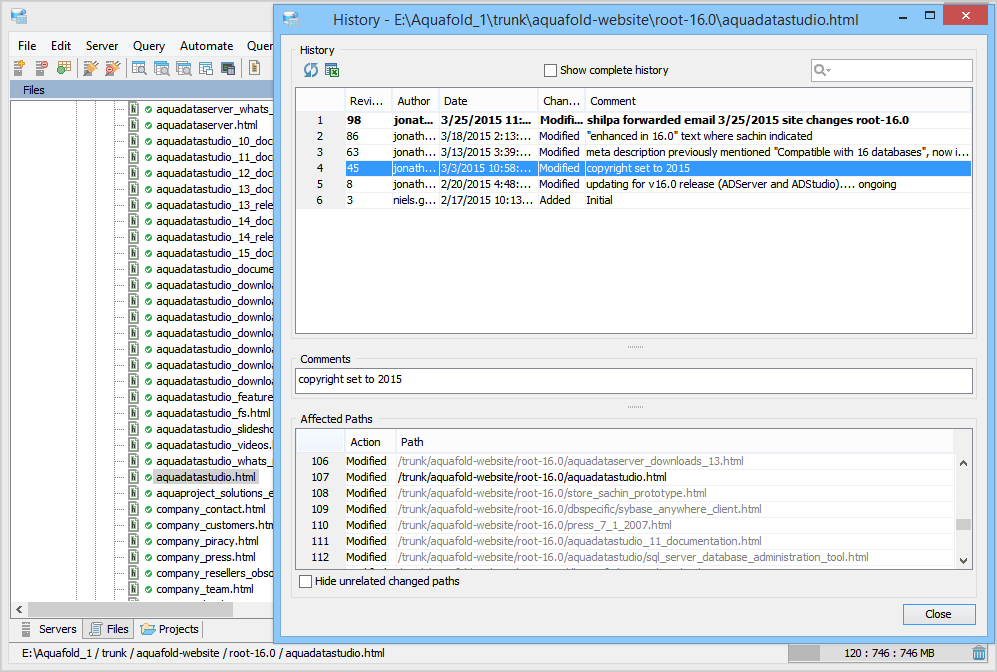 History - E:\Aquafold_1\trunk\aquafold-website\root-16.0\aquadatastudio.html
File Edit Server Query Automate Quer
Files
aquadataserver_whats_
aquadataserver.html
aquadatastudio_10_doc
aquadatastudio_11_doc
aquadatastudio_12_doc
aquadatastudio_13_doc
aquadatastudio_13_rele
aquadatastudio_14_doc
aquadatastudio_14_rele
aquadatastudio_15_doc
aquadatastudio_docume
aquadatastudio_downloa
aquadatastudio_downloa
aquadatastudio_downloa
aquadatastudio_downloa
aquadatastudio_downloa
aquadatastudio_downloa
aquadatastudio_downloa
aquadatastudio_feature
aquadatastudio_fs.html
aquadatastudio_slidesho
aquadatastudio_videos.
aquadatastudio_whats_
aquadatastudio.html
aquaproject_solutions_e
company_contact.html
company_customers.htm
company_piracy.html
company_press.html
company_resellers_obso
company_team.html
Servers Files Projects
E:\Aquafold_1 / trunk / aquafold-website / root-16.0 / aquadatastudio.html
History
Show complete history
Revi... Author Date Chan... Comment
1 98 jonat... 3/25/2015 11:... Modifi... shilpa forwarded email 3/25/2015 site changes root-16.0
2 86 jonath... 3/18/2015 2:13:... Modified "enhanced in 16.0" text where sachin indicated
3 63 jonath... 3/13/2015 3:39:... Modified meta description previously mentioned "Compatible with 16 databases", now i...
4 45 jonath... 3/3/2015 10:58:... Modified copyright set to 2015
5 8 jonath... 2/20/2015 4:48:... Modified updating for v16.0 release (ADServer and ADStudio).... ongoing
6 3 niels.g... 2/17/2015 10:13... Added Initial
Comments
copyright set to 2015
Affected Paths
Action Path
106 Modified /trunk/aquafold-website/root-16.0/aquadataserver_downloads_13.html
107 Modified /trunk/aquafold-website/root-16.0/aquadatastudio.html
108 Modified /trunk/aquafold-website/root-16.0/store_sachin_prototype.html
109 Modified /trunk/aquafold-website/root-16.0/dbspecific/sybase_anywhere_client.html
110 Modified /trunk/aquafold-website/root-16.0/press_7_1_2007.html
111 Modified /trunk/aquafold-website/root-16.0/aquadatastudio_11_documentation.html
112 Modified /trunk/aquafold-website/root-16.0/aquadatastudio/sql_server_database_administration_tool.html
Hide unrelated changed paths
Close
120 : 746 : 746 MB